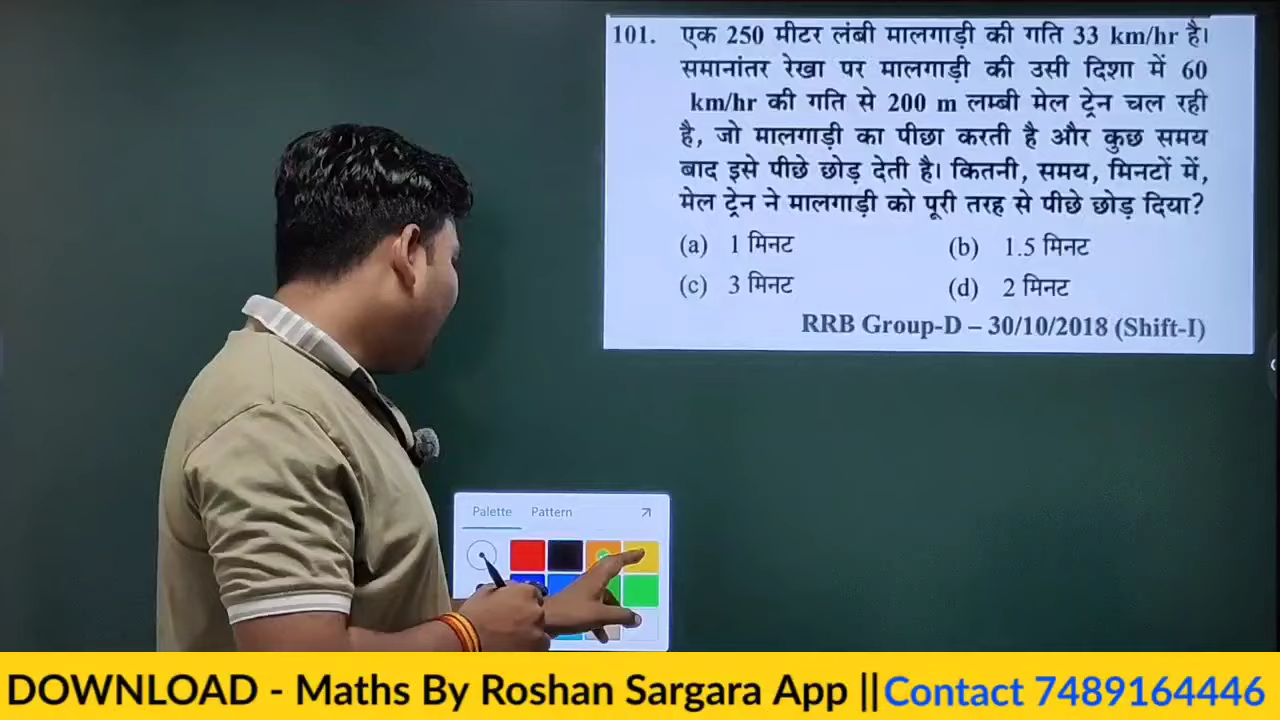 101. एक 250 मीटर लंबी मालगाड़ी की गति 33 km/hr है।
समानांतर रेखा पर मालगाड़ी की उसी दिशा में 60
km/hr की गति से 200 m लम्बी मेल ट्रेन चल रही
है, जो मालगाड़ी का पीछा करती है और कुछ समय
बाद इसे पीछे छोड़ देती है। कितनी, समय, मिनटों में,
मेल ट्रेन ने मालगाड़ी को पूरी तरह से पीछे छोड़ दिया?
(a) 1 मिनट (b) 1.5 मिनट
(c) 3 मिनट (d) 2 मिनट
RRB Group-D – 30/10/2018 (Shift-I)
Palette Pattern
DOWNLOAD - Maths By Roshan Sargara App || Contact 7489164446